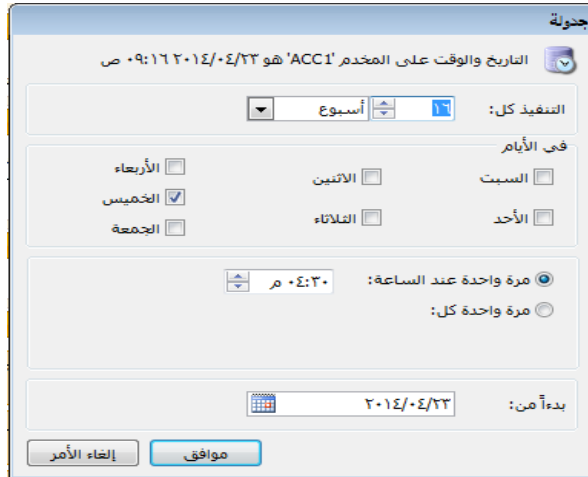 جدولة
التاريخ والوقت على المخدم 'ACC1' هو ٢٠١٤/٠٤/٢٣ ٠٩:١٦ ص
التنفيذ كل: ١٦ أسبوع
في الأيام
السبت الاثنين الأربعاء
الخميس
الأحد الثلاثاء الجمعة
مرة واحدة عند الساعة: ٠٤:٣٠ م
مرة واحدة كل:
بدءاً من: ٢٠١٤/٠٤/٢٣
موافق إلغاء الأمر